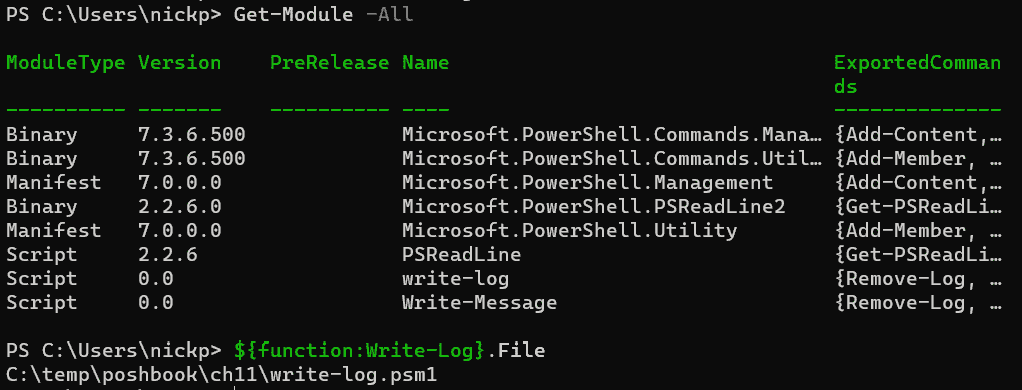 PS C:\Users\nickp> Get-Module -All
ModuleType Version    PreRelease Name                                ExportedComman
                                                                     ds
---------- -------    ---------- ----                                --------------
Binary     7.3.6.500             Microsoft.PowerShell.Commands.Mana… {Add-Content,…
Binary     7.3.6.500             Microsoft.PowerShell.Commands.Util… {Add-Member, …
Manifest   7.0.0.0               Microsoft.PowerShell.Management     {Add-Content,…
Binary     2.2.6.0               Microsoft.PowerShell.PSReadLine2    {Get-PSReadLi…
Manifest   7.0.0.0               Microsoft.PowerShell.Utility        {Add-Member, …
Script     2.2.6                 PSReadLine                          {Get-PSReadLi…
Script     0.0                   write-log                           {Remove-Log, …
Script     0.0                   Write-Message                       {Remove-Log, …
PS C:\Users\nickp> ${function:Write-Log}.File
C:\temp\poshbook\ch11\write-log.psm1